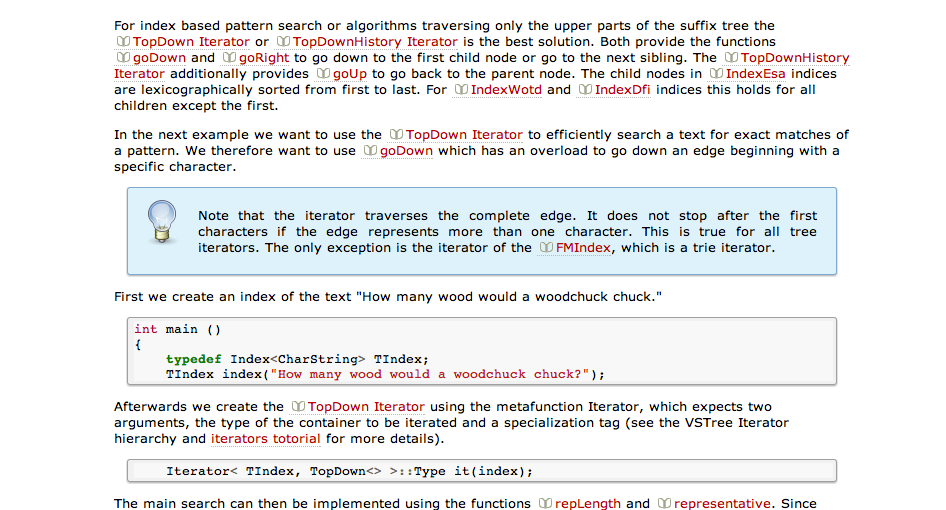 For index based pattern search or algorithms traversing only the upper parts of the suffix tree the
TopDown Iterator or TopDownHistory Iterator is the best solution. Both provide the functions
goDown and goRight to go down to the first child node or go to the next sibling. The TopDownHistory
Iterator additionally provides goUp to go back to the parent node. The child nodes in IndexEsa indices
are lexicographically sorted from first to last. For IndexWotd and IndexDfi indices this holds for all
children except the first.
In the next example we want to use the TopDown Iterator to efficiently search a text for exact matches of
a pattern. We therefore want to use goDown which has an overload to go down an edge beginning with a
specific character.
Note that the iterator traverses the complete edge. It does not stop after the first
characters if the edge represents more than one character. This is true for all tree
iterators. The only exception is the iterator of the FMIndex, which is a trie iterator.
First we create an index of the text "How many wood would a woodchuck chuck."
int main ()
{
    typedef Index<CharString> TIndex;
    TIndex index("How many wood would a woodchuck chuck?");
Afterwards we create the TopDown Iterator using the metafunction Iterator, which expects two
arguments, the type of the container to be iterated and a specialization tag (see the VSTree Iterator
hierarchy and iterators totorial for more details).
    Iterator< TIndex, TopDown<> >::Type it(index);
The main search can then be implemented using the functions repLength and representative. Since